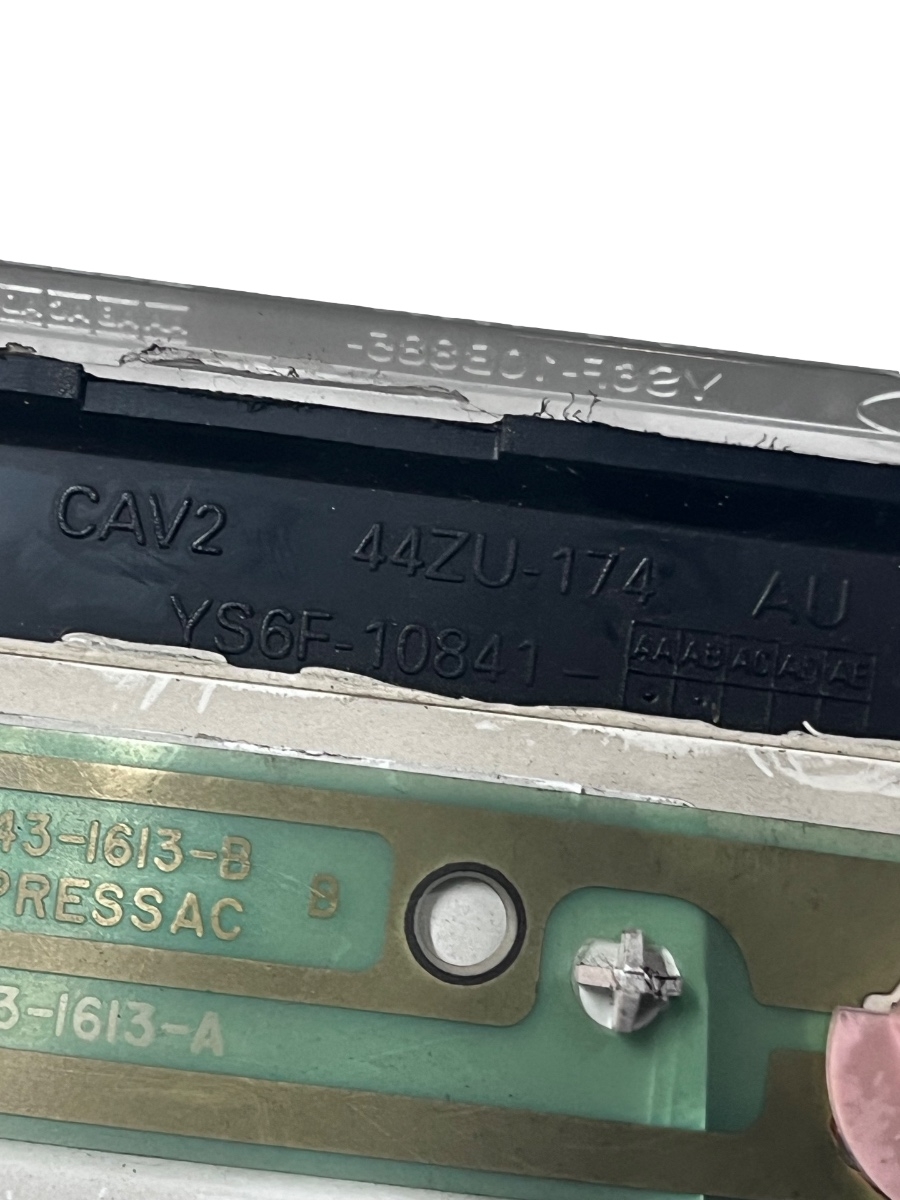 CAV2 44ZU-174 AU
YS6F-10841-
AA AB AC AD AE
43-1613-B
PRESSAC B
3-1613-A